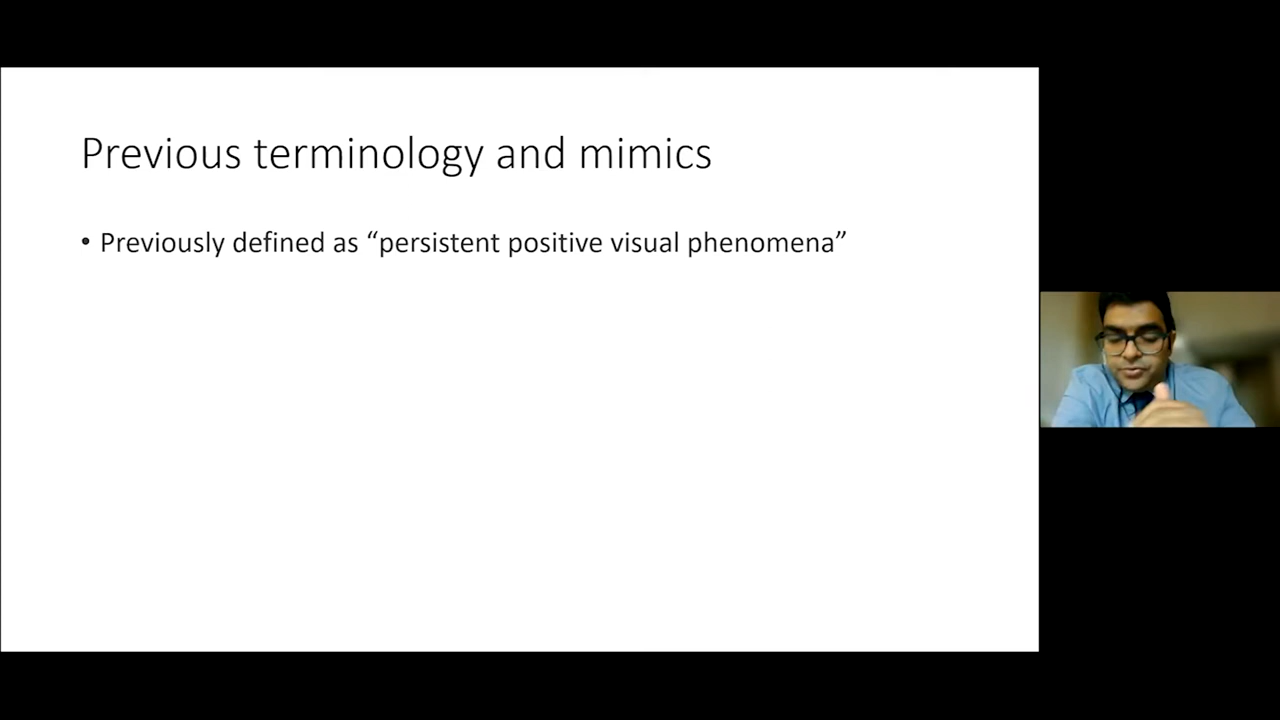 Previous terminology and mimics
• Previously defined as “persistent positive visual phenomena”